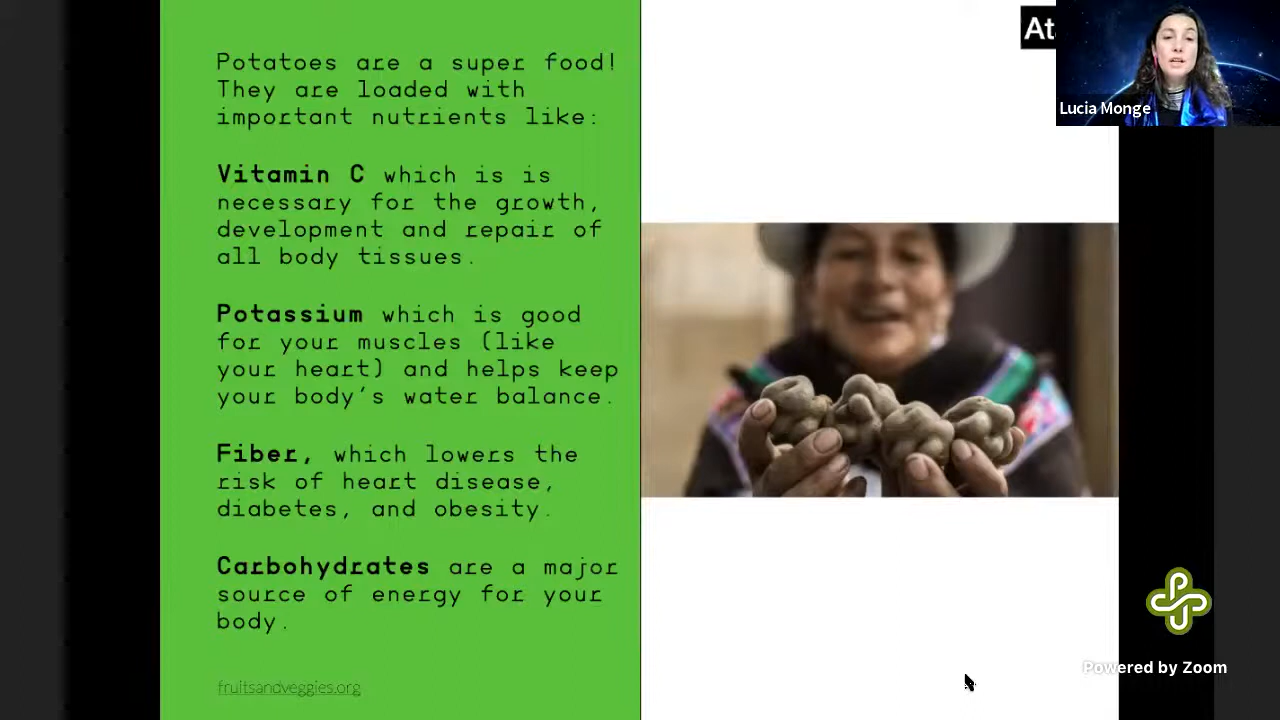 Potatoes are a super food!
They are loaded with
important nutrients like:
Vitamin C which is is
necessary for the growth,
development and repair of
all body tissues.
Potassium which is good
for your muscles (like
your heart) and helps keep
your body's water balance.
Fiber, which lowers the
risk of heart disease,
diabetes, and obesity.
Carbohydrates are a major
source of energy for your
body.
fruitsandveggies.org
Lucia Monge
Powered by Zoom